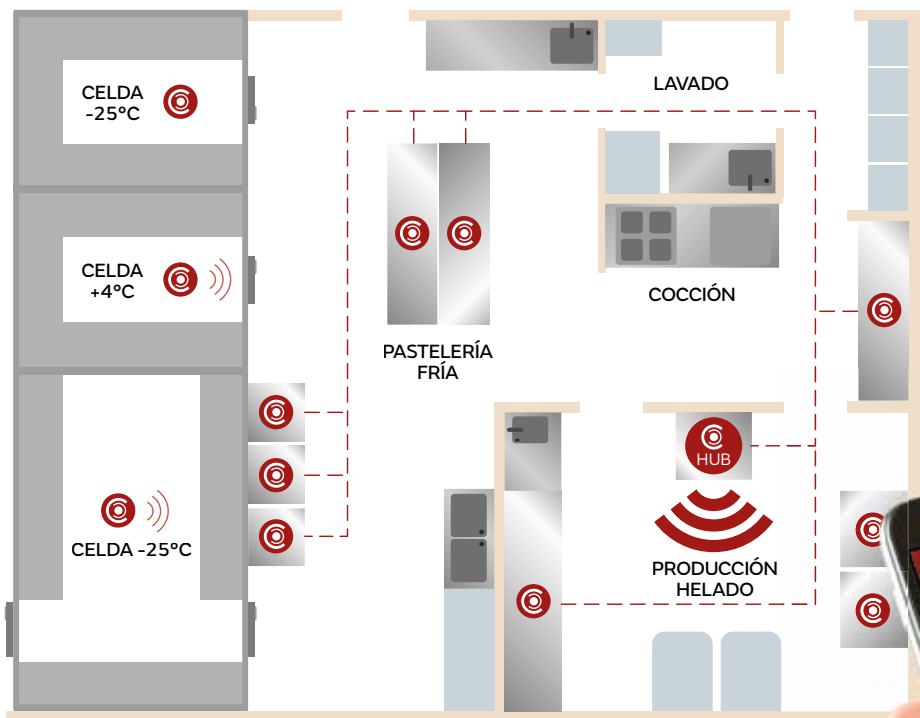 CELDA
-25°C
LAVADO
CELDA
+4°C
COCCIÓN
PASTELERÍA
FRÍA
HUB
CELDA -25°C
PRODUCCIÓN
HELADO